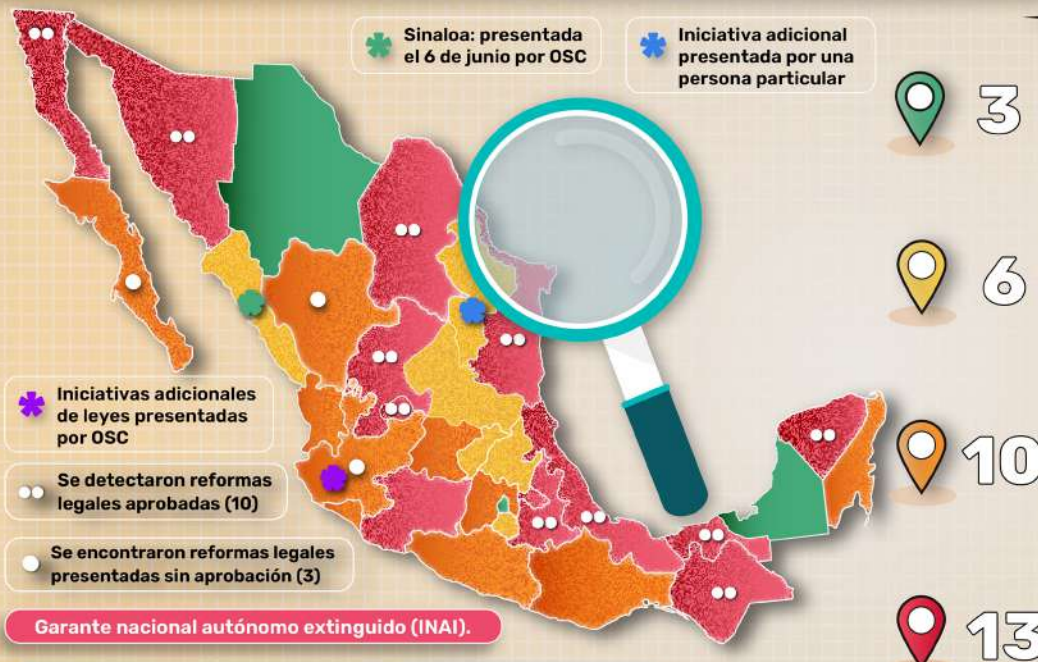 Sinaloa: presentada
el 6 de junio por OSC
Iniciativa adicional
presentada por una
persona particular
3
6
Iniciativas adicionales
de leyes presentadas
por OSC
Se detectaron reformas
legales aprobadas (10)
10
Se encontraron reformas legales
presentadas sin aprobación (3)
Garante nacional autónomo extinguido (INAI).
13